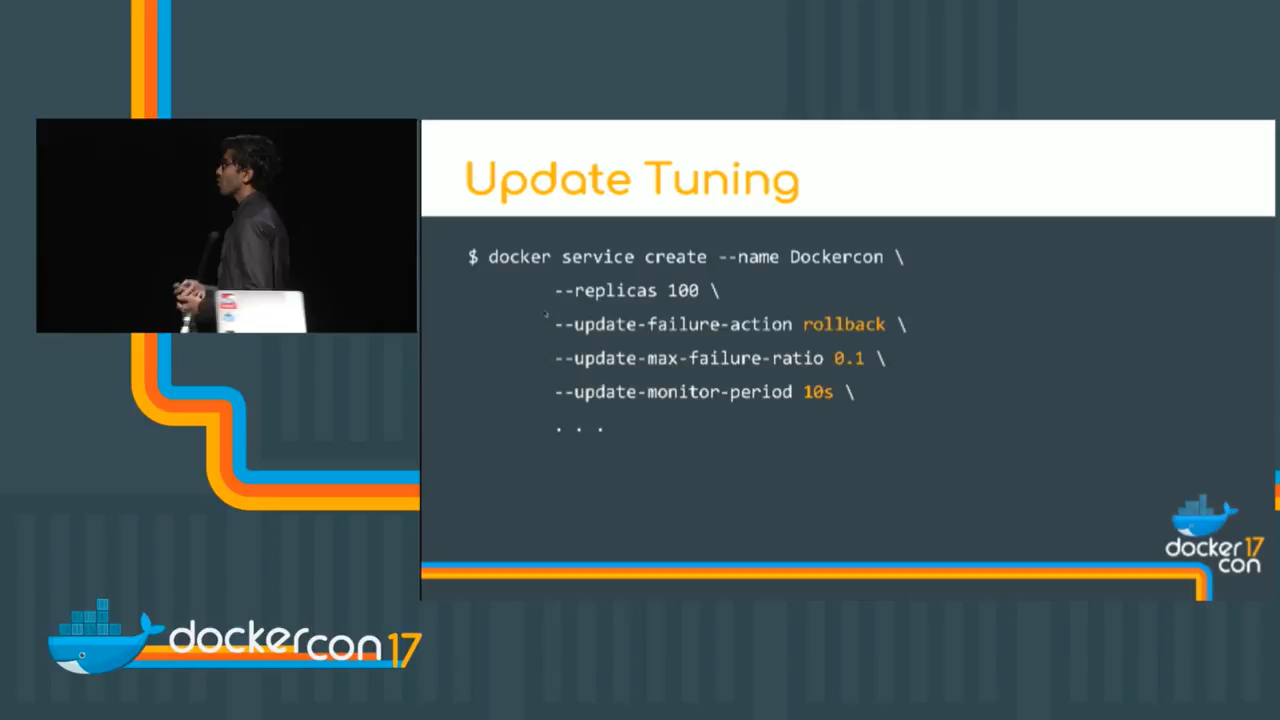 Update Tuning
$ docker service create --name Dockercon \
--replicas 100 \
--update-failure-action rollback \
--update-max-failure-ratio 0.1 \
--update-monitor-period 10s \
. . .
docker 17
con
dockercon 17